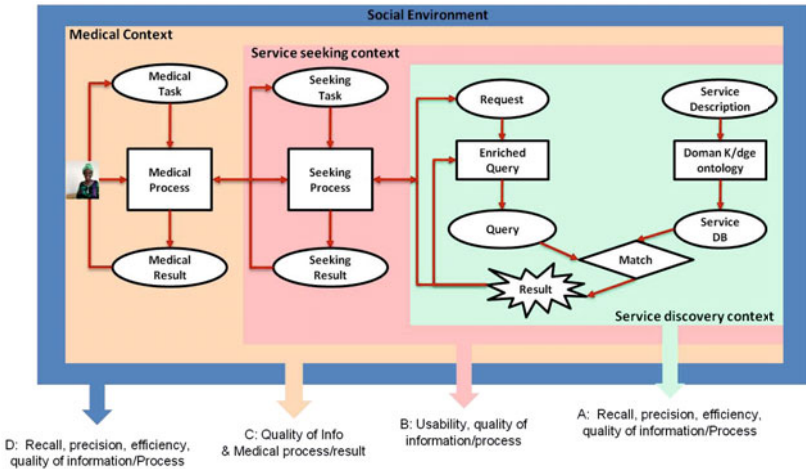 Social Environment
Medical Context
Service seeking context
Medical
Task
Seeking
Task
Request
Service
Description
Medical
Process
Seeking
Process
Enriched
Query
Doman K/dge
ontology
Medical
Result
Seeking
Result
Query
Service
DB
Match
Result
Service discovery context
D: Recall, precision, efficiency,
quality of information/Process
C: Quality of Info
& Medical process/result
B: Usability, quality of
information/process
A: Recall, precision, efficiency,
quality of information/Process